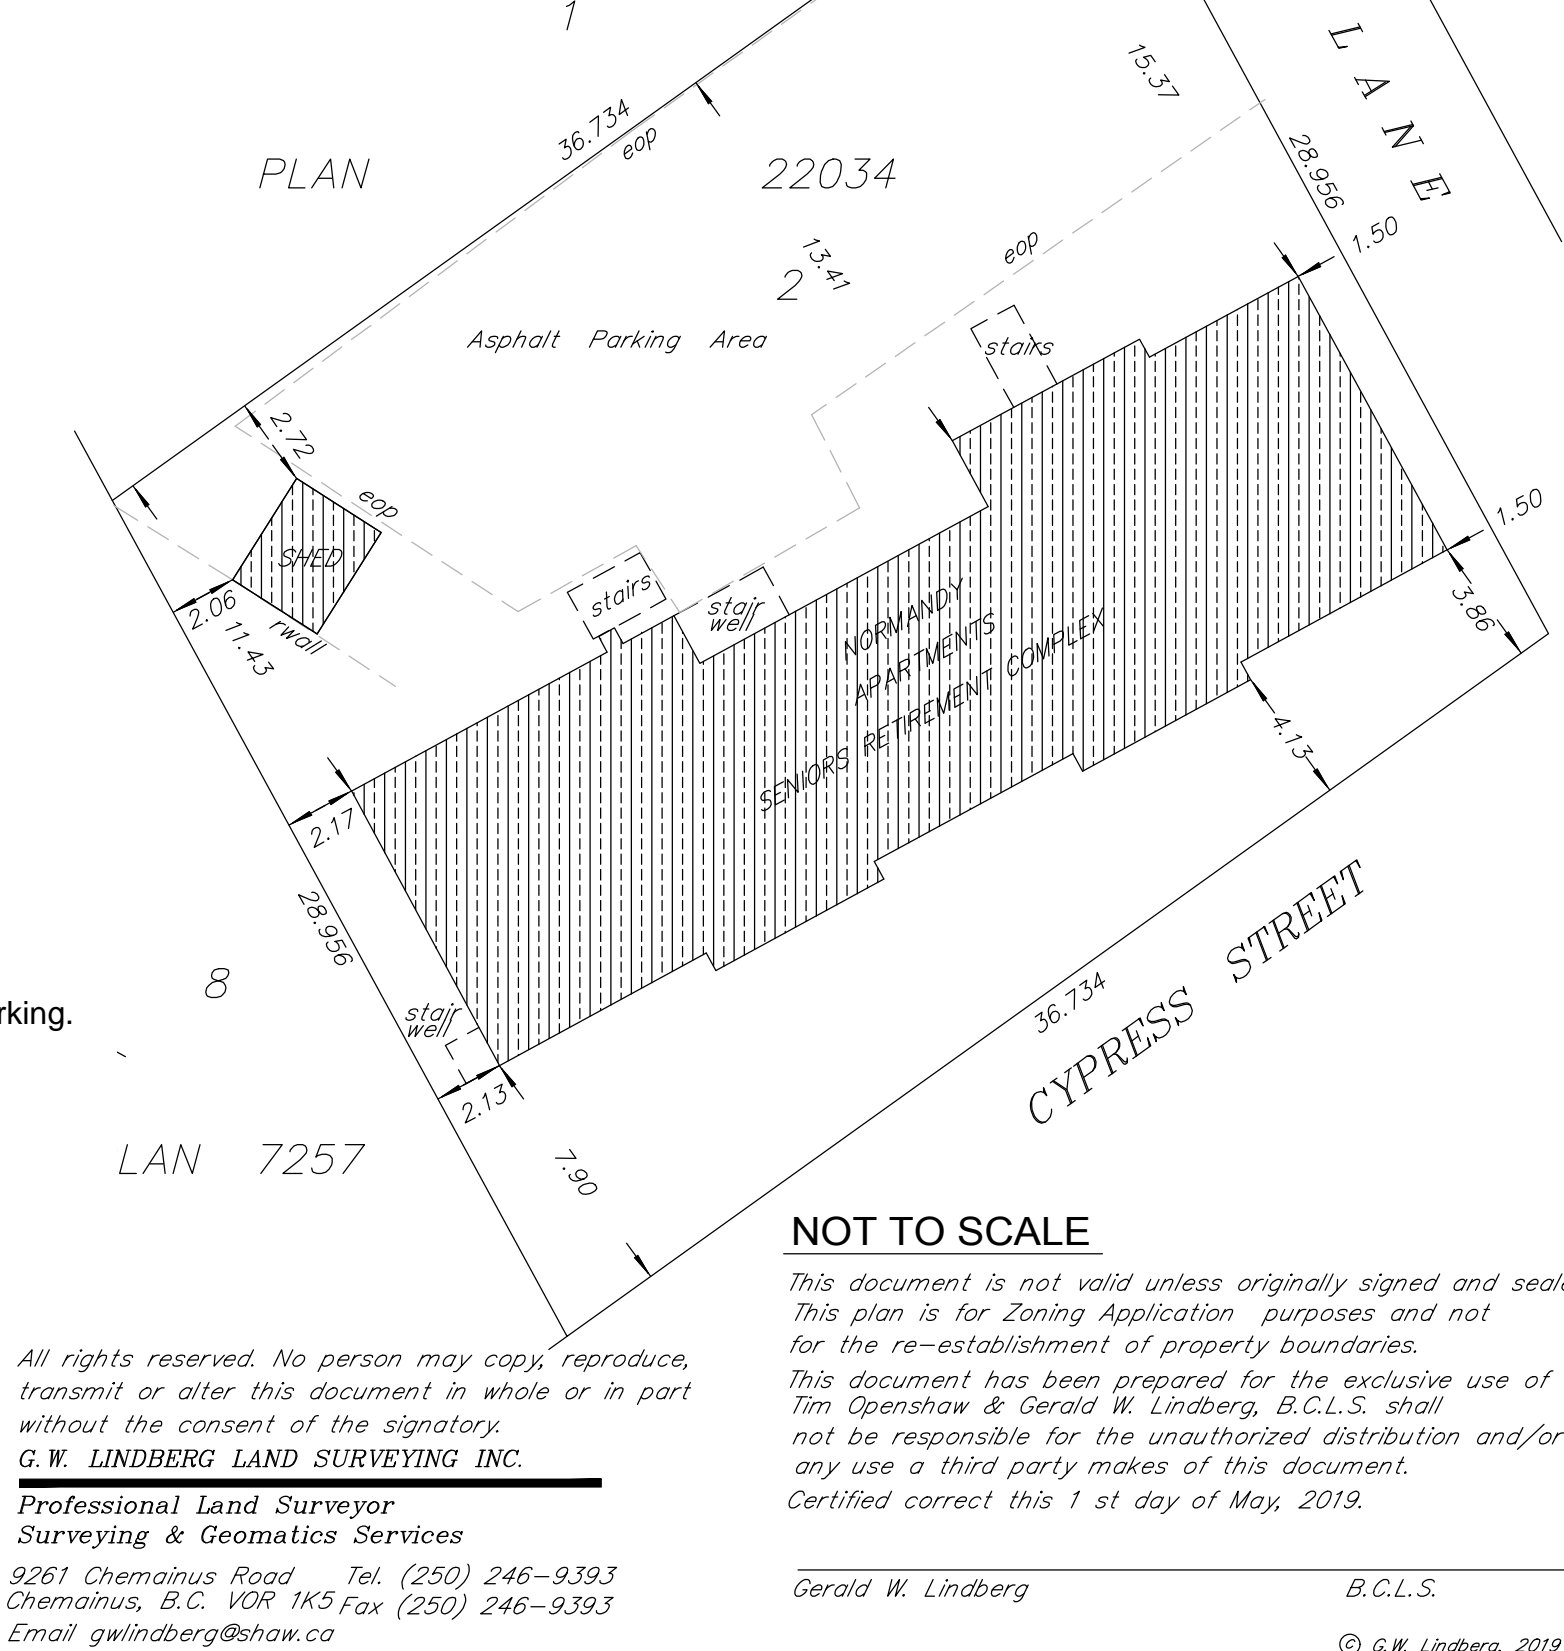 1
L A N E
15.37
36.734
eop
PLAN 22034
28.956
1.50
eop
13.41
2
Asphalt Parking Area
stairs
2.72
eop
SHED
1.50
2.06
rwall
11.43
stairs
stair
well
NORMANDY
APARTMENTS
SENIORS RETIREMENT COMPLEX
3.86
4.13
2.17
28.956
8
rking.
stair
well
2.13
36.734
CYPRESS STREET
LAN 7257
7.90
NOT TO SCALE
This document is not valid unless originally signed and seal
This plan is for Zoning Application purposes and not
for the re-establishment of property boundaries.
This document has been prepared for the exclusive use of
Tim Openshaw & Gerald W. Lindberg, B.C.L.S. shall
not be responsible for the unauthorized distribution and/or
any use a third party makes of this document.
Certified correct this 1 st day of May, 2019.
Gerald W. Lindberg B.C.L.S.
© G.W. Lindberg, 2019
All rights reserved. No person may copy, reproduce,
transmit or alter this document in whole or in part
without the consent of the signatory.
G.W. LINDBERG LAND SURVEYING INC.
Professional Land Surveyor
Surveying & Geomatics Services
9261 Chemainus Road Tel. (250) 246-9393
Chemainus, B.C. VOR 1K5 Fax (250) 246-9393
Email gwlindberg@shaw.ca